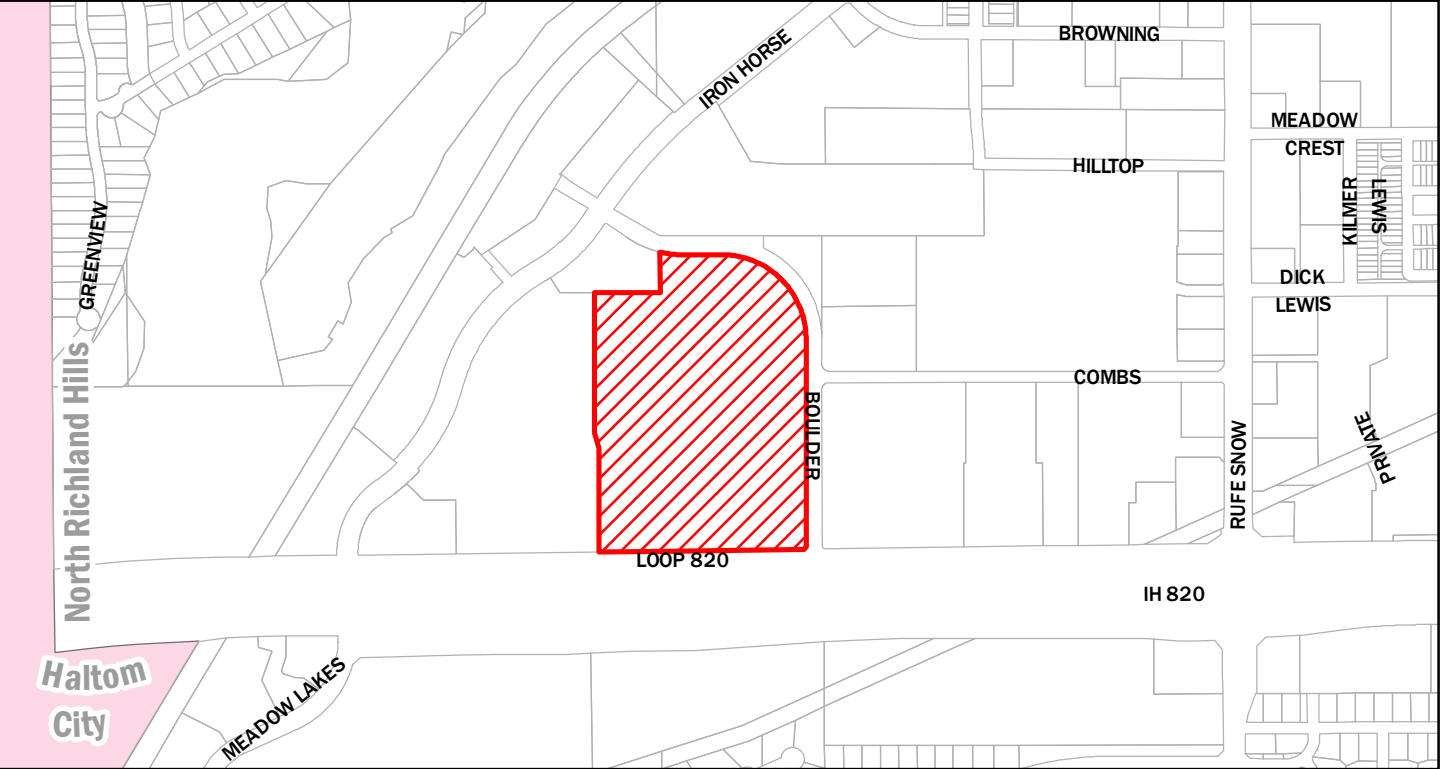 BROWNING
IRON HORSE
MEADOW
CREST
HILLTOP
KILMER
LEWIS
GREENVIEW
DICK
LEWIS
North Richland Hills
COMBS
BOULDER
RUFE SNOW
PRIVATE
LOOP 820
IH 820
Haltom
City
MEADOW LAKES